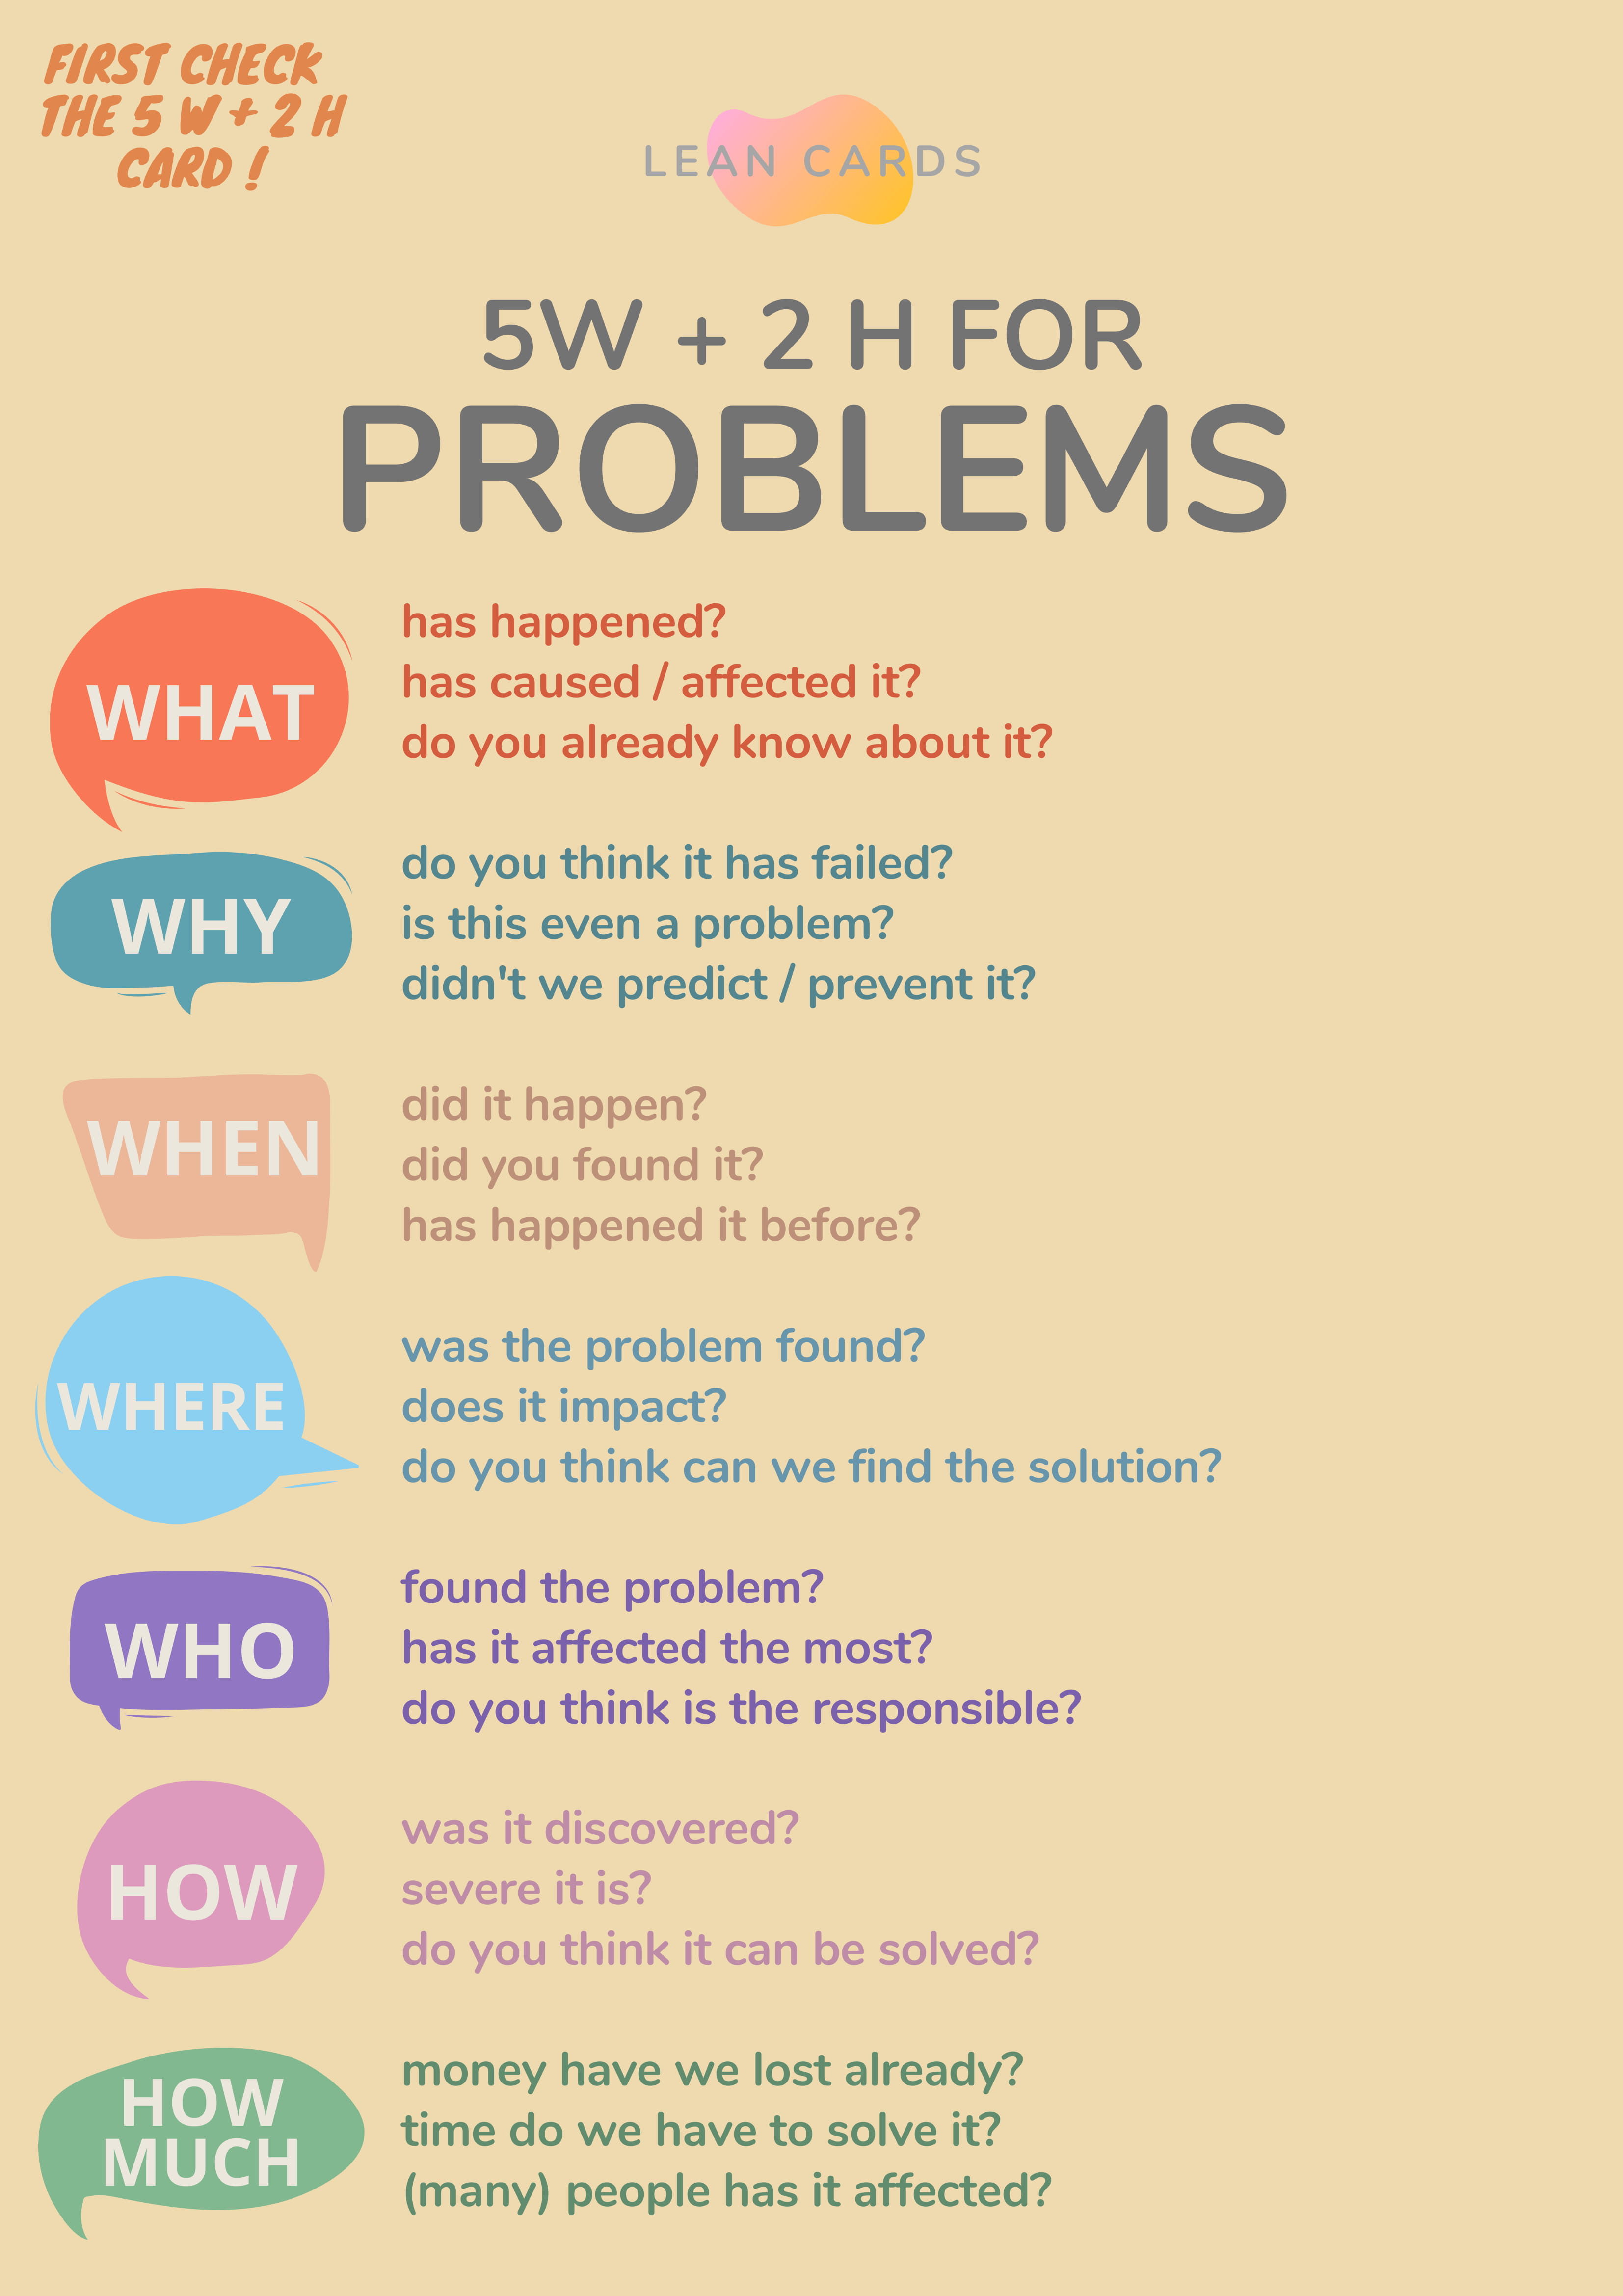 FIRST CHECK
THE 5 W + 2 H
CARD !
LEAN CARDS
5W + 2 H FOR
PROBLEMS
WHAT
has happened?
has caused / affected it?
do you already know about it?
WHY
do you think it has failed?
is this even a problem?
didn't we predict / prevent it?
WHEN
did it happen?
did you found it?
has happened it before?
WHERE
was the problem found?
does it impact?
do you think can we find the solution?
WHO
found the problem?
has it affected the most?
do you think is the responsible?
HOW
was it discovered?
severe it is?
do you think it can be solved?
HOW
MUCH
money have we lost already?
time do we have to solve it?
(many) people has it affected?